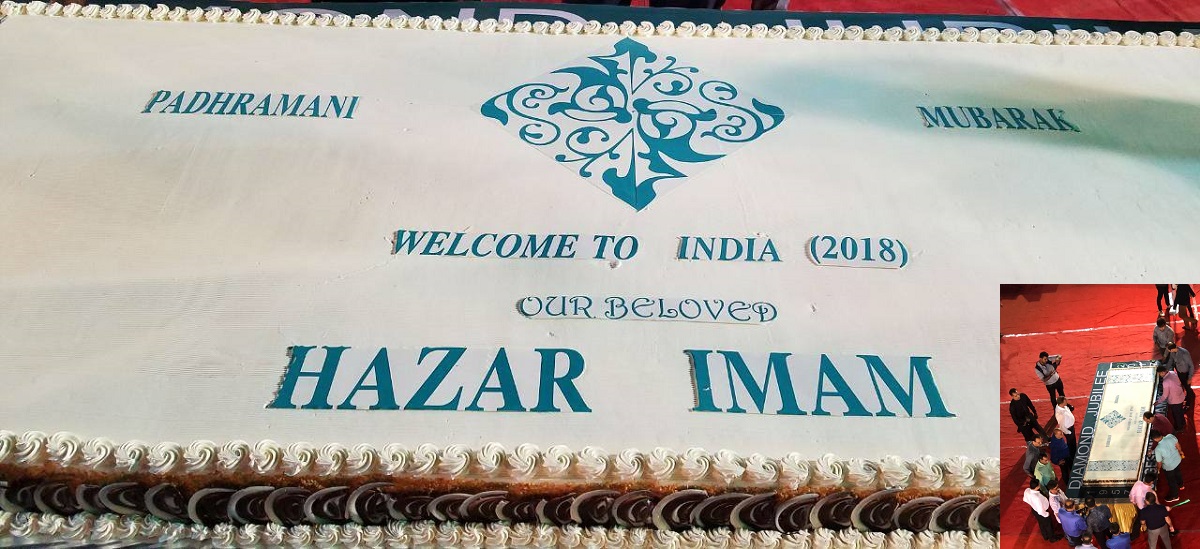 PADHRAMANI MUBARAK
WELCOME TO INDIA (2018)
OUR BELOVED
HAZAR IMAM
DIAMOND JUBILEE